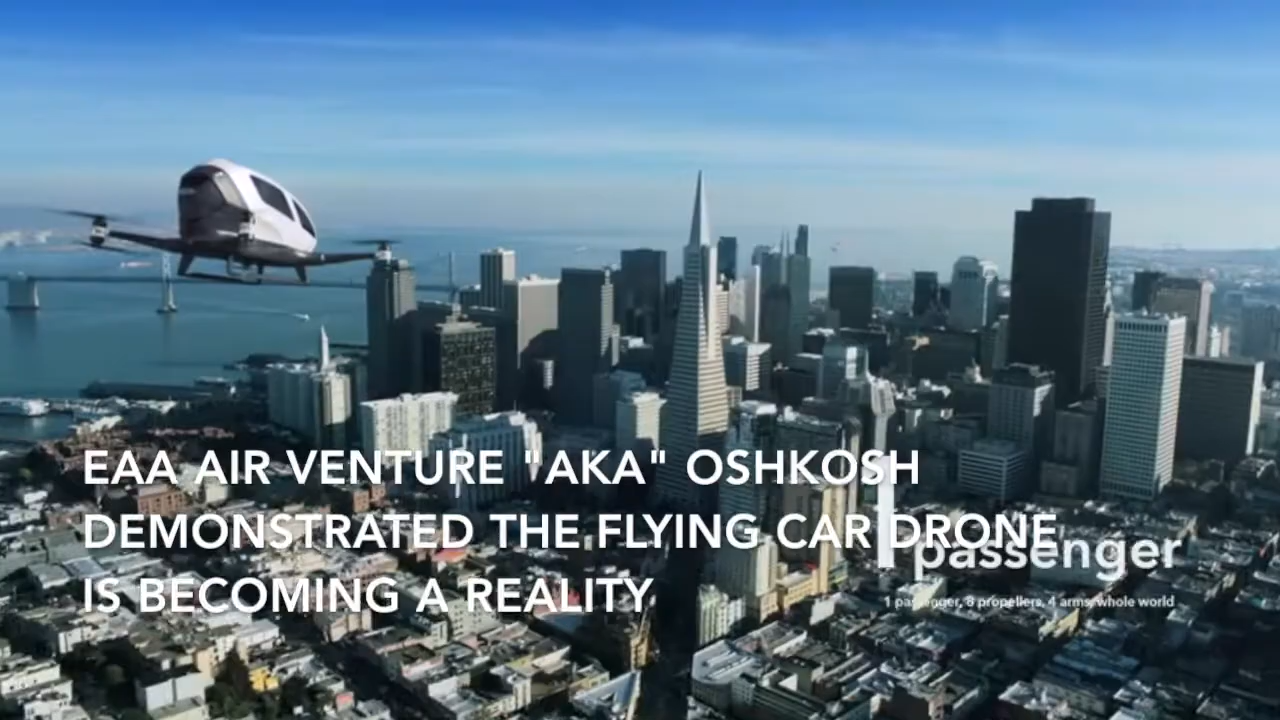 EAA AIR VENTURE "AKA" OSHKOSH
DEMONSTRATED THE FLYING CAR DRONE
IS BECOMING A REALITY
1 passenger
1 passenger, 8 propellers, 4 arms, whole world